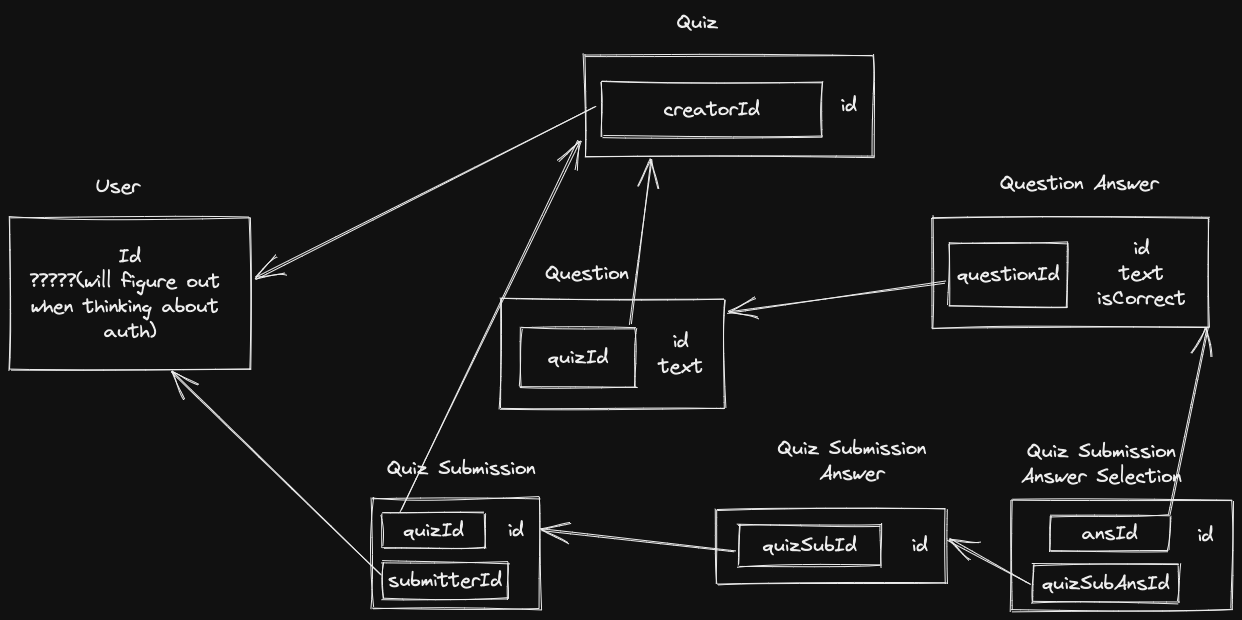 Quiz
creatorId
id
User
Id
?????(will figure out
when thinking about
auth)
Question Answer
questionId
id
text
isCorrect
Question
quizId
id
text
Quiz Submission
quizId
id
submitterId
Quiz Submission
Answer
quizSubId
id
Quiz Submission
Answer Selection
ansId
id
quizSubAnsId